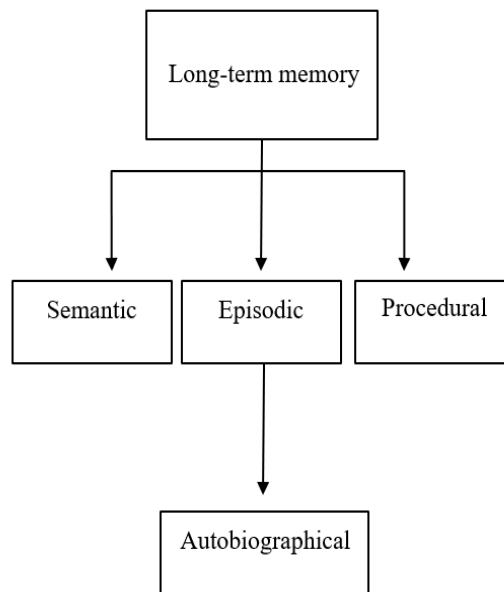 Long-term memory
Semantic
Episodic
Procedural
Autobiographical